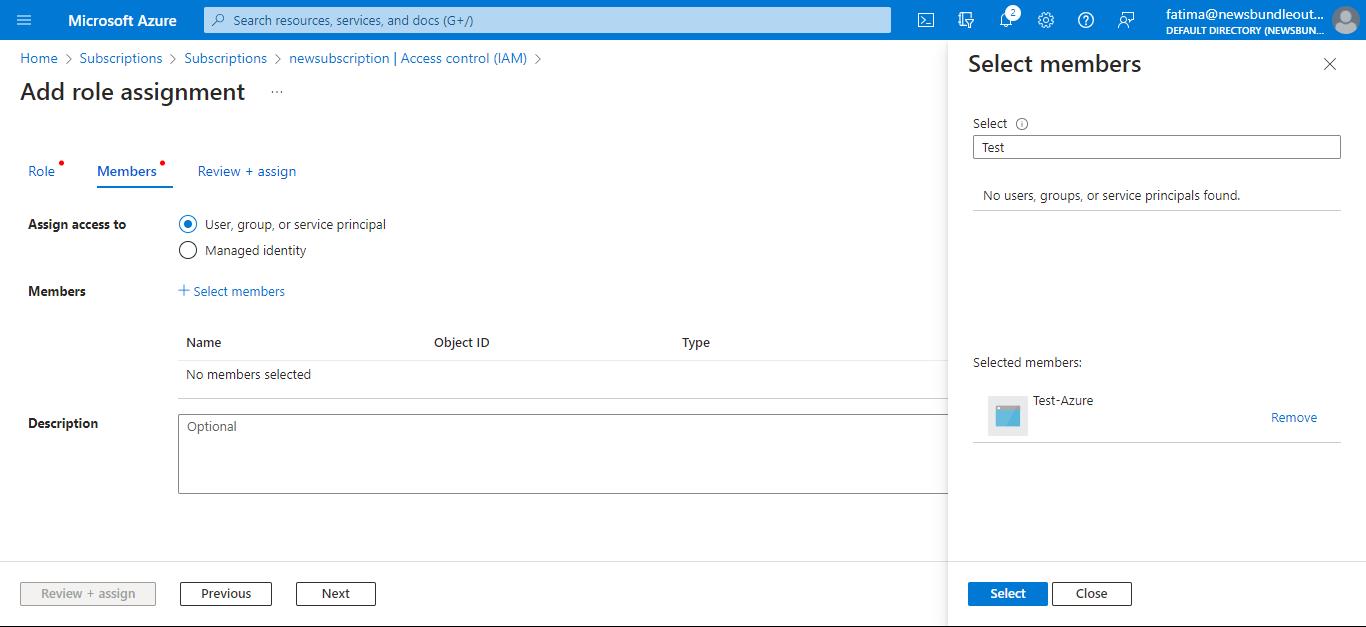 Microsoft Azure
Search resources, services, and docs (G+/)
2
fatima@newsbundleout...
DEFAULT DIRECTORY (NEWSBUN...
Home > Subscriptions > Subscriptions > newsubscription | Access control (IAM) >
Add role assignment ...
Role
Members
Review + assign
Assign access to
User, group, or service principal
Managed identity
Members
+ Select members
Name Object ID Type
No members selected
Description
Optional
Review + assign
Previous
Next
Select members
Select
Test
No users, groups, or service principals found.
Selected members:
Test-Azure
Remove
Select
Close